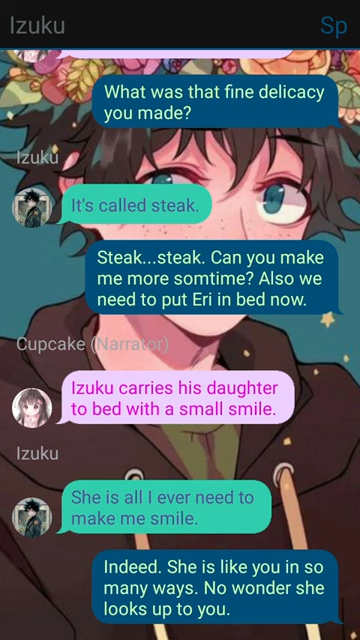 Izuku
Sp
What was that fine delicacy
you made?
Izuku
It's called steak.
Steak...steak. Can you make
me more somtime? Also we
need to put Eri in bed now.
Cupcake (Narrator)
Izuku carries his daughter
to bed with a small smile.
Izuku
She is all I ever need to
make me smile.
Indeed. She is like you in so
many ways. No wonder she
looks up to you.